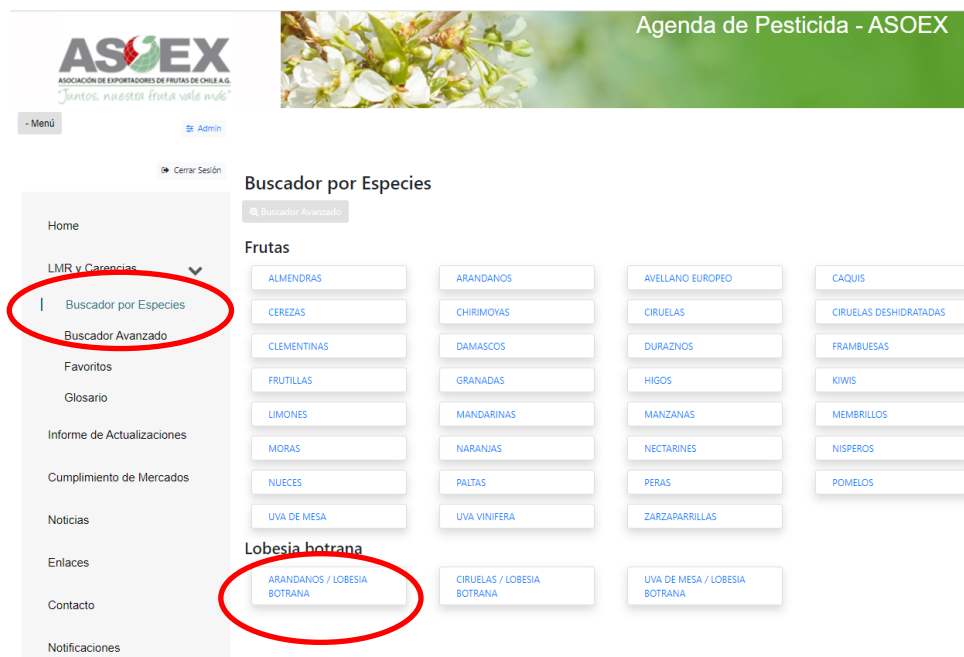 Agenda de Pesticida - ASOEX
ASOEX
ASOCIACIÓN DE EXPORTADORES DE FRUTAS DE CHILE A.G.
"Juntos, nuestra fruta vale más"
- Menú
Admin
Cerrar Sesión
Home
LMR y Carencias
Buscador por Especies
Buscador Avanzado
Favoritos
Glosario
Informe de Actualizaciones
Cumplimiento de Mercados
Noticias
Enlaces
Contacto
Notificaciones
Buscador por Especies
Buscador Avanzado
Frutas
ALMENDRAS ARANDANOS AVELLANO EUROPEO CAQUIS
CEREZAS CHIRIMOYAS CIRUELAS CIRUELAS DESHIDRATADAS
CLEMENTINAS DAMASCOS DURAZNOS FRAMBUESAS
FRUTILLAS GRANADAS HIGOS KIWIS
LIMONES MANDARINAS MANZANAS MEMBRILLOS
MORAS NARANJAS NECTARINES NISPEROS
NUECES PALTAS PERAS POMELOS
UVA DE MESA UVA VINIFERA ZARZAPARRILLAS
Lobesia botrana
ARANDANOS / LOBESIA
BOTRANA
CIRUELAS / LOBESIA
BOTRANA
UVA DE MESA / LOBESIA
BOTRANA